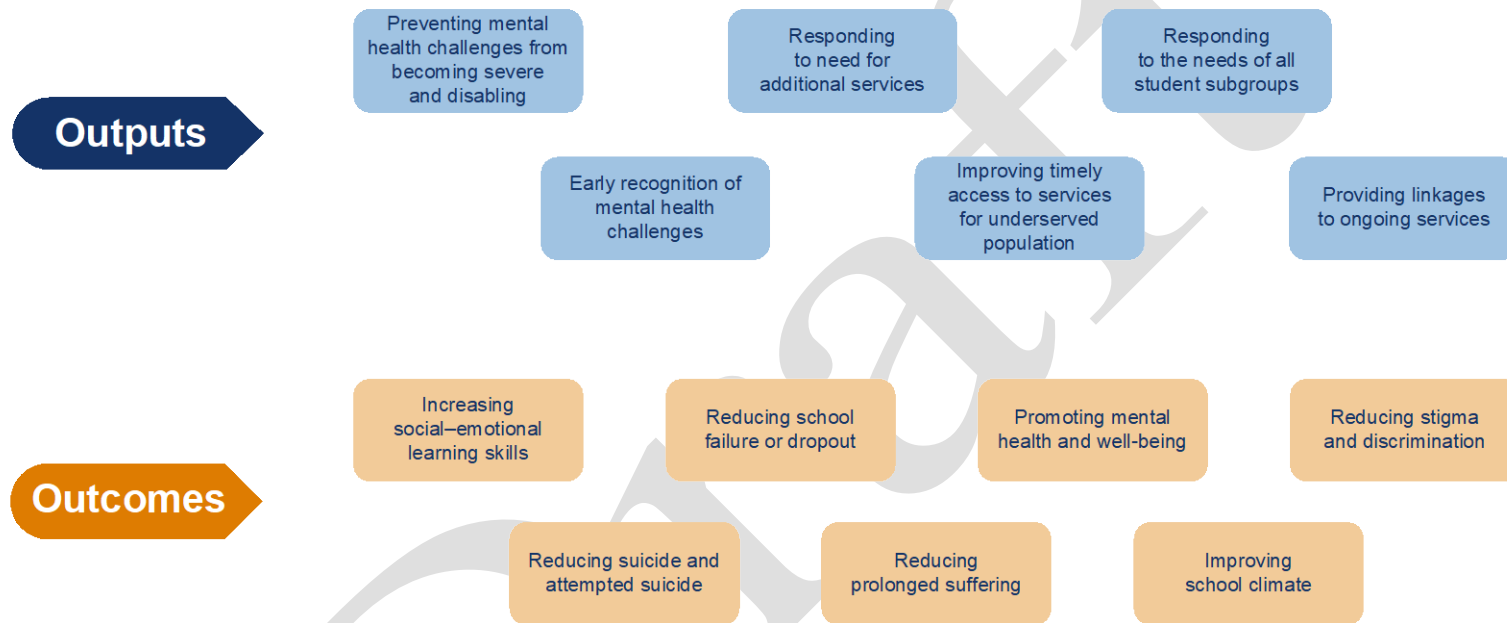 Outputs
Preventing mental
health challenges from
becoming severe
and disabling
Responding
to need for
additional services
Responding
to the needs of all
student subgroups
Early recognition of
mental health
challenges
Improving timely
access to services
for underserved
population
Providing linkages
to ongoing services
Outcomes
Increasing
social–emotional
learning skills
Reducing school
failure or dropout
Promoting mental
health and well-being
Reducing stigma
and discrimination
Reducing suicide and
attempted suicide
Reducing
prolonged suffering
Improving
school climate